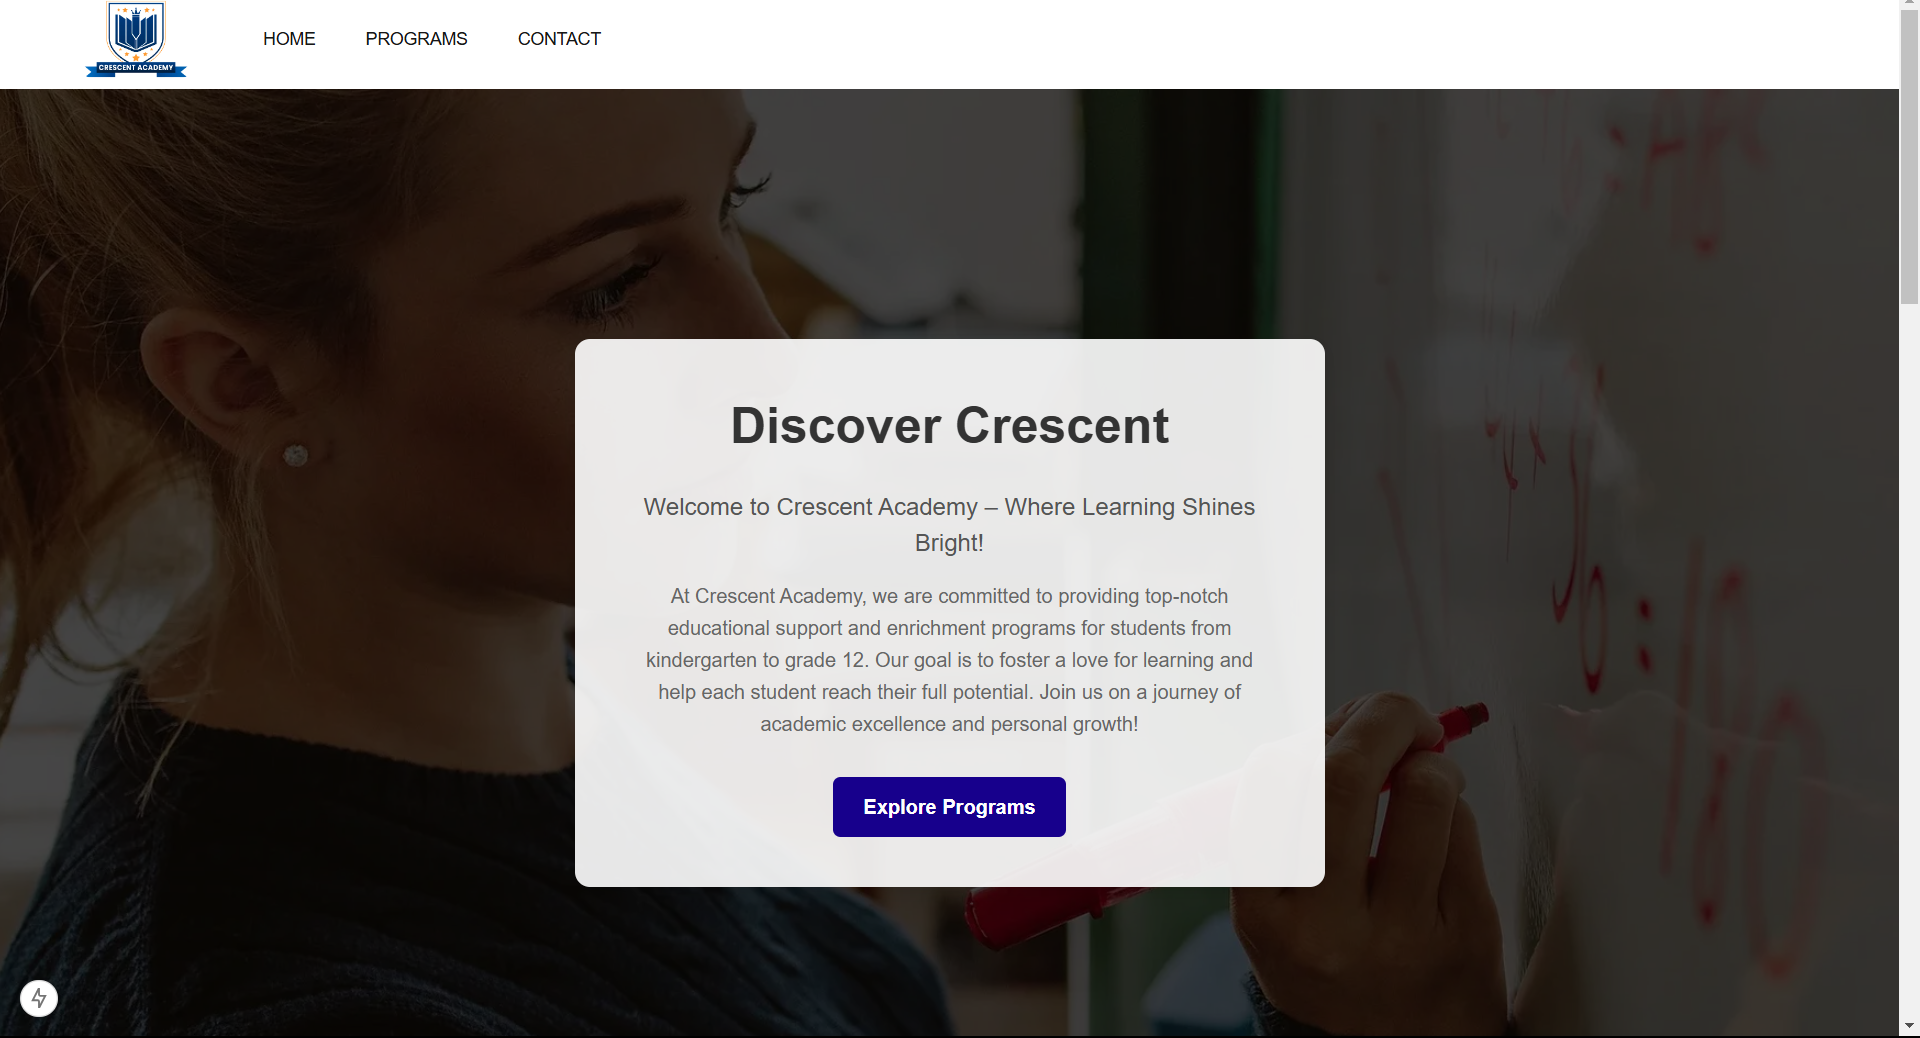 CRESCENT ACADEMY
HOME
PROGRAMS
CONTACT
Discover Crescent
Welcome to Crescent Academy – Where Learning Shines
Bright!
At Crescent Academy, we are committed to providing top-notch
educational support and enrichment programs for students from
kindergarten to grade 12. Our goal is to foster a love for learning and
help each student reach their full potential. Join us on a journey of
academic excellence and personal growth!
Explore Programs